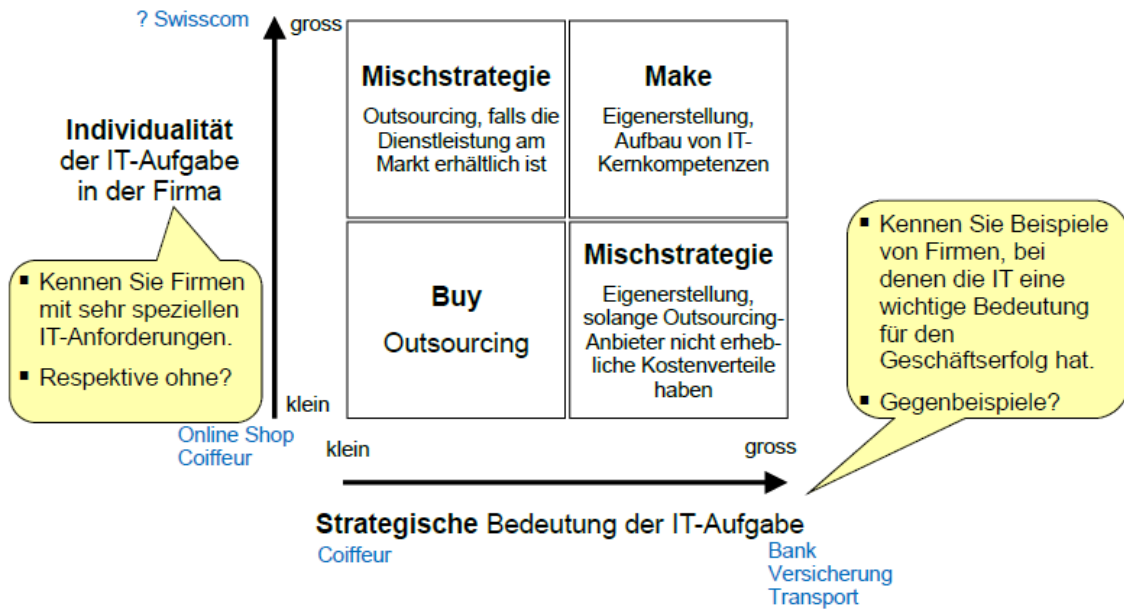 ? Swisscom
gross
Individualität
der IT-Aufgabe
in der Firma
▪ Kennen Sie Firmen
mit sehr speziellen
IT-Anforderungen.
▪ Respektive ohne?
klein
Online Shop
Coiffeur
Mischstrategie
Outsourcing, falls die
Dienstleistung am
Markt erhältlich ist
Make
Eigenerstellung,
Aufbau von IT-
Kernkompetenzen
Buy
Outsourcing
Mischstrategie
Eigenerstellung,
solange Outsourcing-
Anbieter nicht erheb-
liche Kostenverteile
haben
▪ Kennen Sie Beispiele
von Firmen, bei
denen die IT eine
wichtige Bedeutung
für den
Geschäftserfolg hat.
▪ Gegenbeispiele?
klein
gross
Strategische Bedeutung der IT-Aufgabe
Coiffeur
Bank
Versicherung
Transport